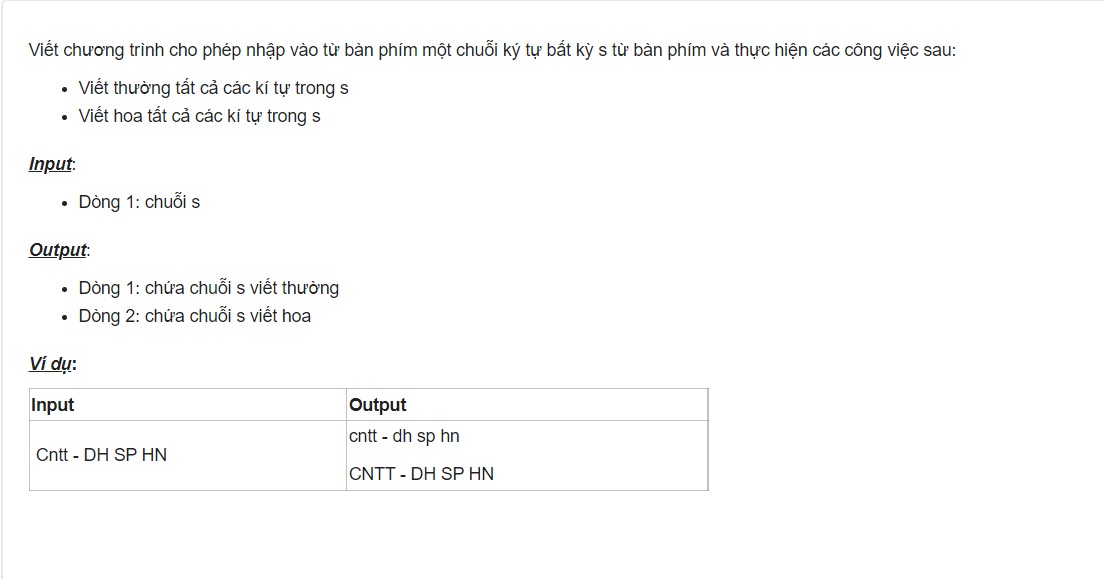 Viết chương trình cho phép nhập vào từ bàn phím một chuỗi ký tự bất kỳ s từ bàn phím và thực hiện các công việc sau:
• Viết thường tất cả các kí tự trong s
• Viết hoa tất cả các kí tự trong s
Input:
• Dòng 1: chuỗi s
Output:
• Dòng 1: chứa chuỗi s viết thường
• Dòng 2: chứa chuỗi s viết hoa
Ví dụ:
Input Output
Cntt - DH SP HN
cntt - dh sp hn
CNTT - DH SP HN